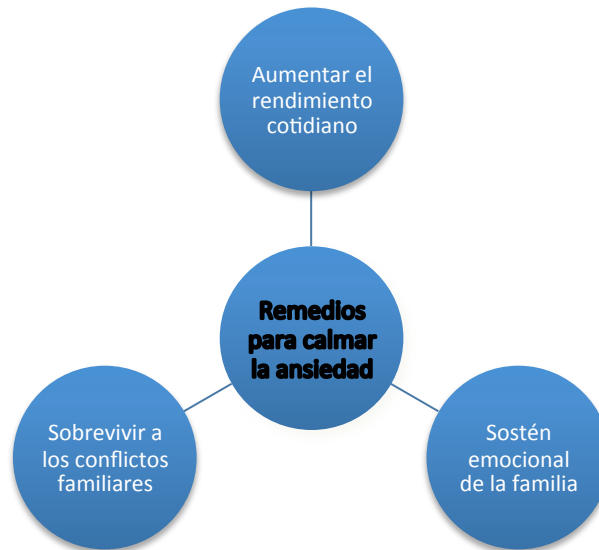 Aumentar el
rendimiento
cotidiano
Remedios
para calmar
la ansiedad
Sobrevivir a
los conflictos
familiares
Sostén
emocional
de la familia